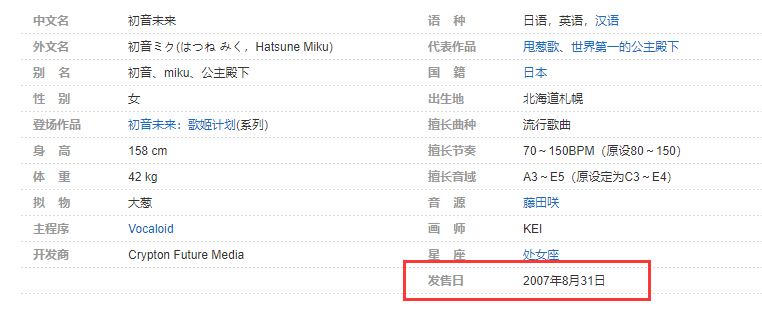 中文名 初音未来 语 种 日语，英语，汉语
外文名 初音ミク(はつね みく，Hatsune Miku) 代表作品 甩葱歌、世界第一的公主殿下
别 名 初音、miku、公主殿下 国 籍 日本
性 别 女 出生地 北海道札幌
登场作品 初音未来：歌姬计划(系列) 擅长曲种 流行歌曲
身 高 158 cm 擅长节奏 70～150BPM（原设80～150）
体 重 42 kg 擅长音域 A3～E5（原设定为C3～E4）
拟 物 大葱 音 源 藤田咲
主程序 Vocaloid 画 师 KEI
开发商 Crypton Future Media 星 座 处女座
发售日 2007年8月31日